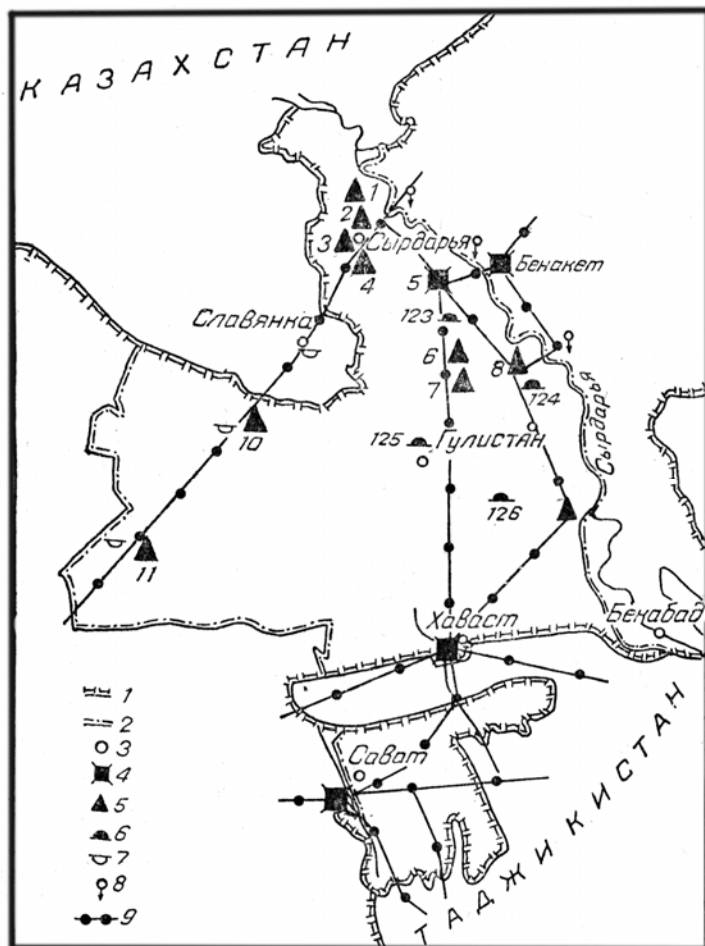 КАЗАХСТАН
1
2
3
Сырдарья
4
5
Бенакет
Славянка
123
6
7
8
124
10
125
Гулистан
Сырдарья
126
11
Хаваст
Бекабад
Сават
ТАДЖИКИСТАН
1
2
3
4
5
6
7
8
9